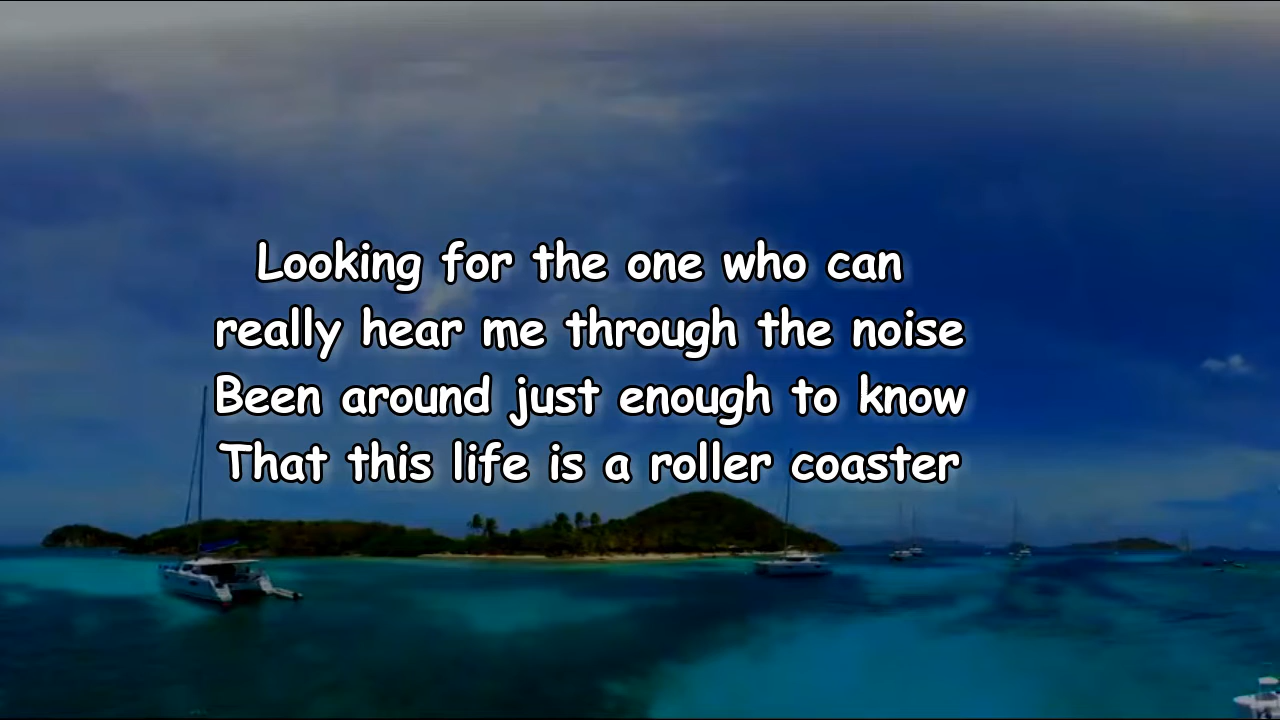 Looking for the one who can
really hear me through the noise
Been around just enough to know
That this life is a roller coaster